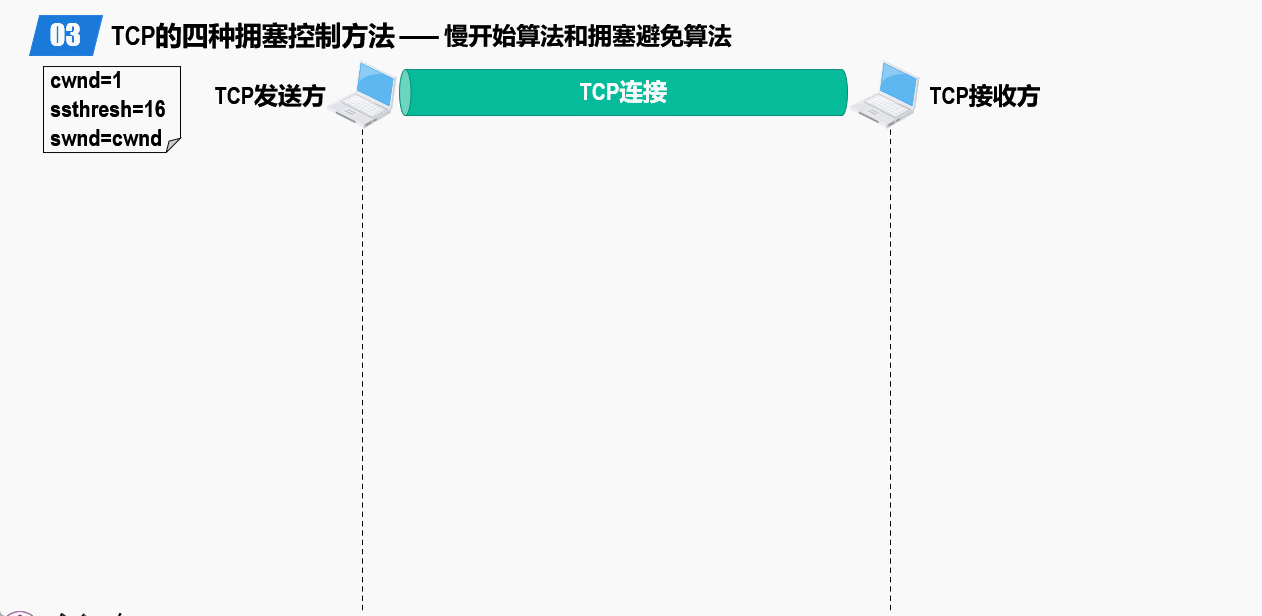 03 TCP的四种拥塞控制方法 —— 慢开始算法和拥塞避免算法
cwnd=1
ssthresh=16
swnd=cwnd
TCP发送方
TCP连接
TCP接收方